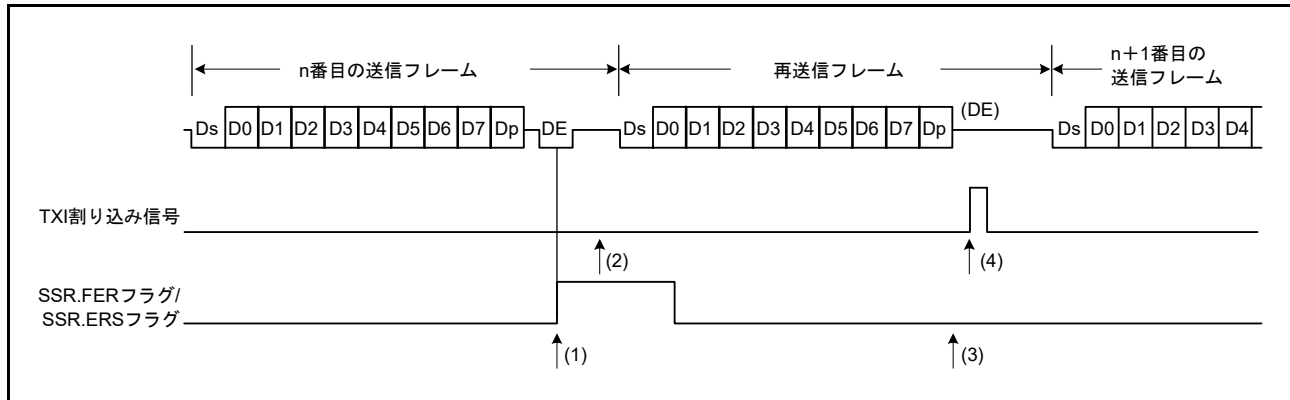 n番目の送信フレーム
再送信フレーム
n＋1番目の
送信フレーム
Ds D0 D1 D2 D3 D4 D5 D6 D7 Dp DE
Ds D0 D1 D2 D3 D4 D5 D6 D7 Dp (DE)
Ds D0 D1 D2 D3 D4
TXI割り込み信号
(2)
(4)
SSR.FERフラグ/
SSR.ERSフラグ
(1)
(3)